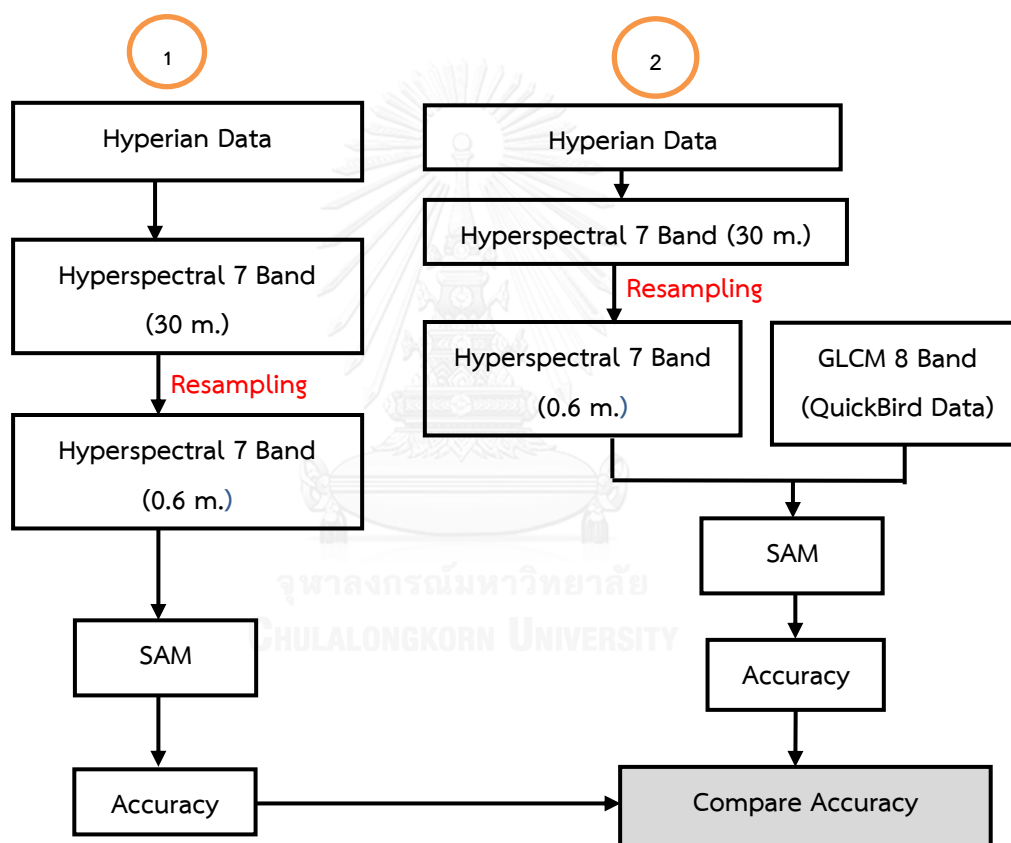 1
Hyperian Data
Hyperspectral 7 Band
(30 m.)
Resampling
Hyperspectral 7 Band
(0.6 m.)
SAM
Accuracy
2
Hyperian Data
Hyperspectral 7 Band (30 m.)
Resampling
Hyperspectral 7 Band
(0.6 m.)
GLCM 8 Band
(QuickBird Data)
SAM
Accuracy
Compare Accuracy
จุฬาลงกรณ์มหาวิทยาลัย
CHULALONGKORN UNIVERSITY